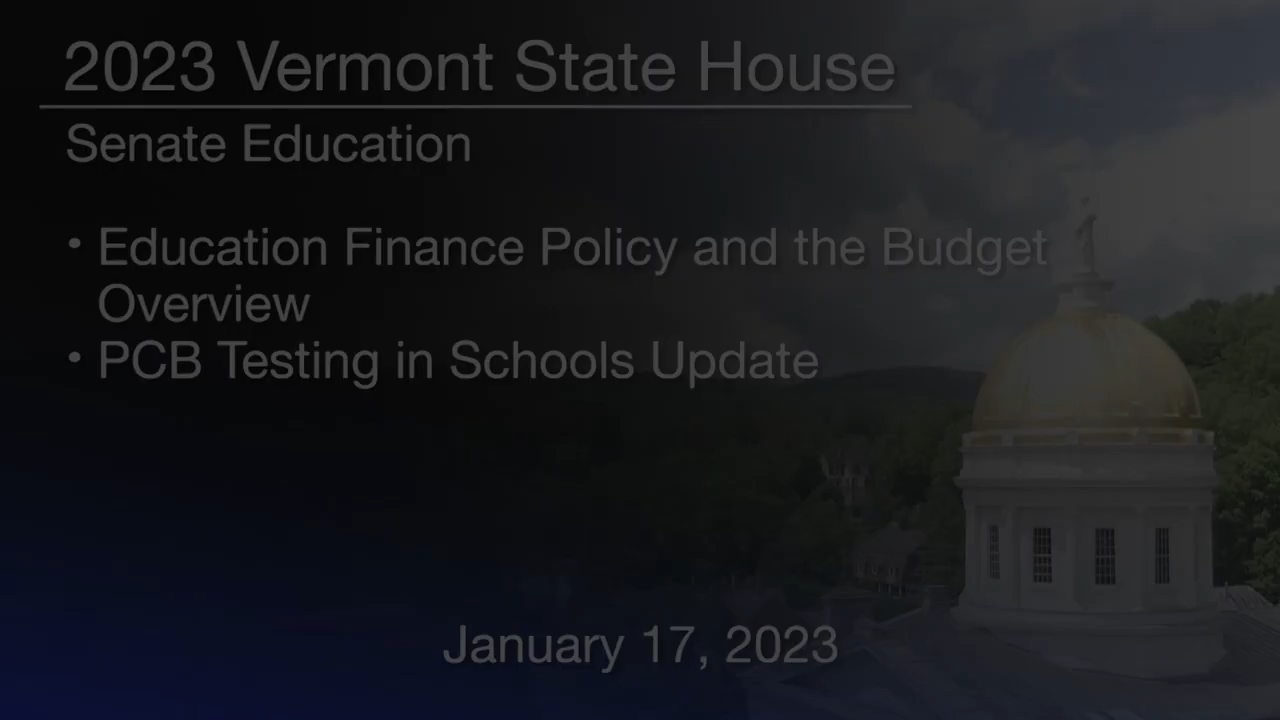 2023 Vermont State House
Senate Education
• Education Finance Policy and the Budget
Overview
• PCB Testing in Schools Update
January 17, 2023